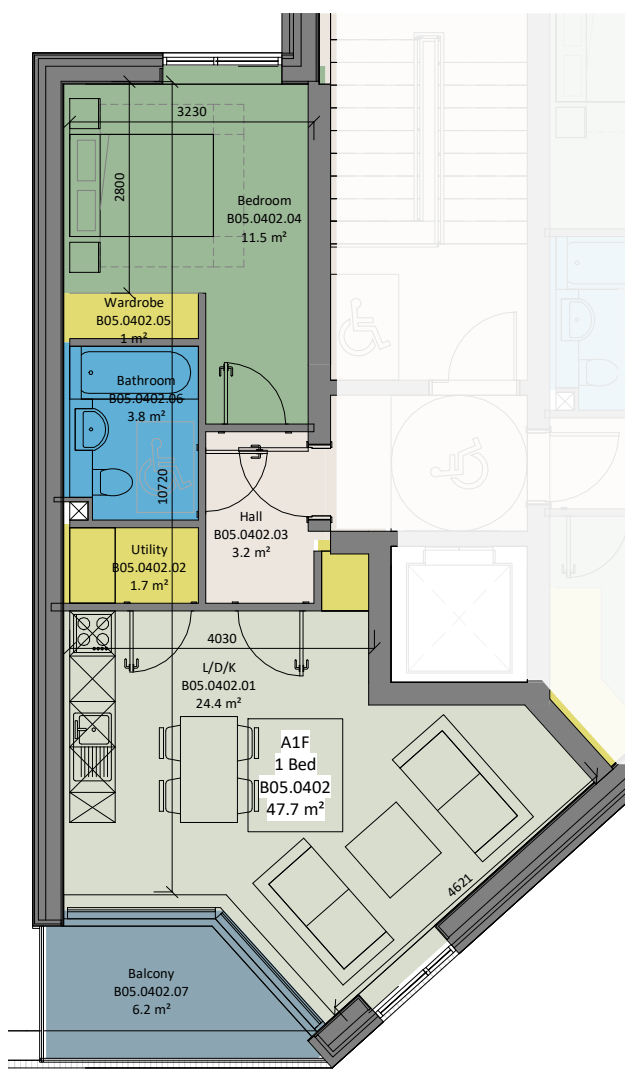 3230
2800
Bedroom
B05.0402.04
11.5 m²
Wardrobe
B05.0402.05
1 m²
Bathroom
B05.0402.06
3.8 m²
10720
Hall
B05.0402.03
3.2 m²
Utility
B05.0402.02
1.7 m²
4030
L/D/K
B05.0402.01
24.4 m²
A1F
1 Bed
B05.0402
47.7 m²
4621
Balcony
B05.0402.07
6.2 m²